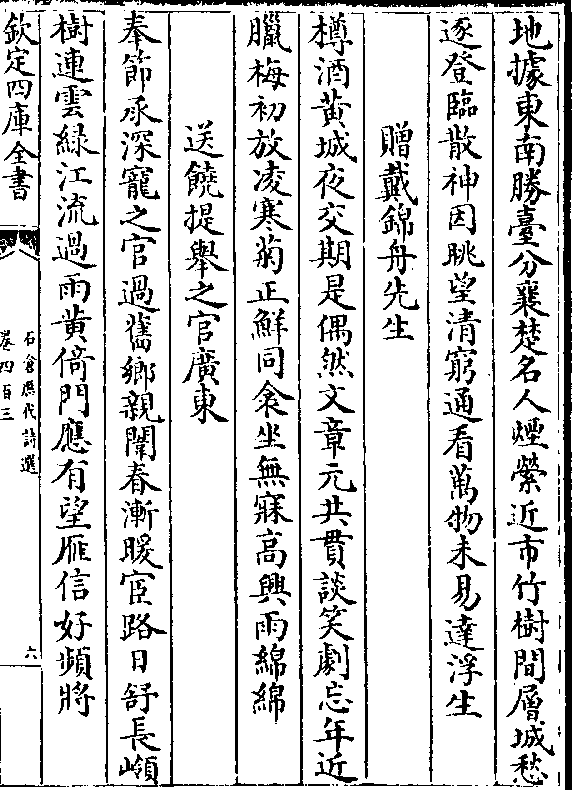 地據東南勝臺分襄楚名人煙縈近市竹樹間層城愁
逐登臨散神因眺望清窮通看萬物未易達浮生
贈戴錦舟先生
樽酒黄城夜交期是偶然文章元共貫談笑劇忘年近
臘梅初放凌寒菊正鮮同衾坐無寐高興雨綿綿
送饒提舉之官廣東
奉節承深寵之官過舊鄉親闈春漸暖宦路日舒長嶺
樹連雲緑江流過雨黄倚門應有望雁信好頻將
欽定四庫全書
石倉歷代詩選
卷四百三
六